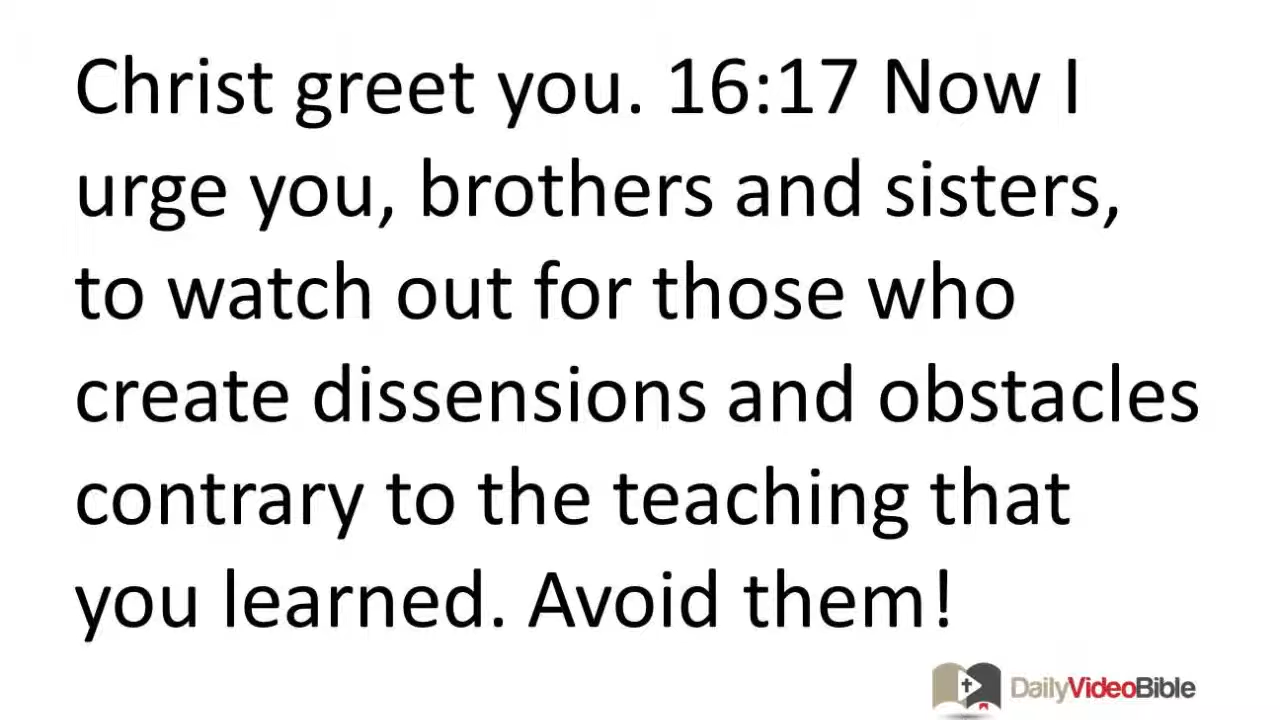 Christ greet you. 16:17 Now I
urge you, brothers and sisters,
to watch out for those who
create dissensions and obstacles
contrary to the teaching that
you learned. Avoid them!
DailyVideoBible